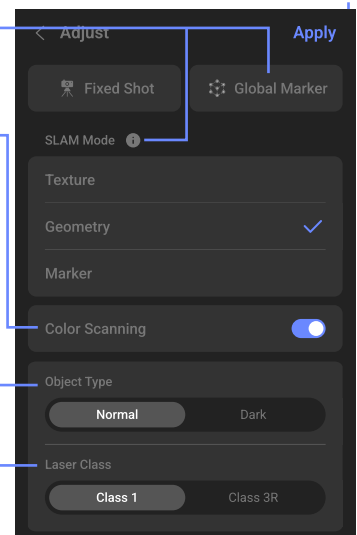 Adjust Apply
Fixed Shot Global Marker
SLAM Mode
Texture
Geometry
Marker
Color Scanning
Object Type
Normal Dark
Laser Class
Class 1 Class 3R